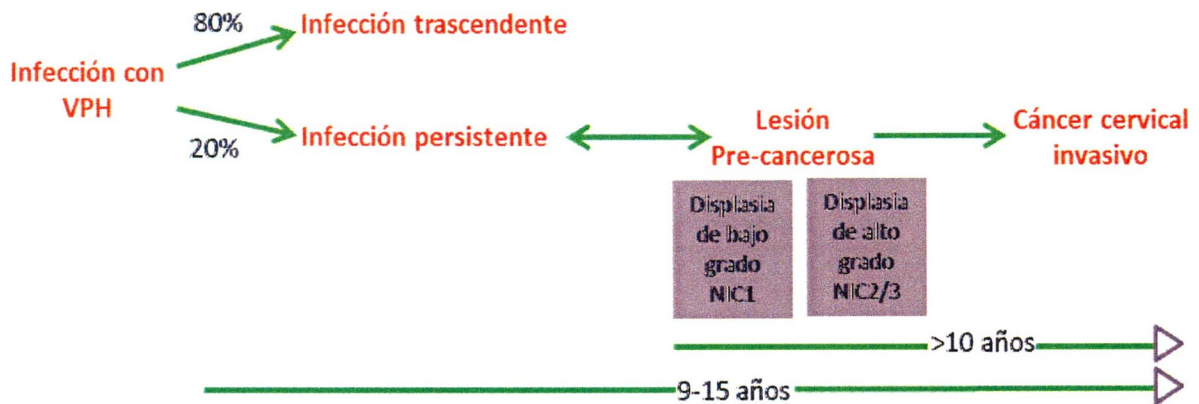 80%
Infección trascendente
Infección con
VPH
20%
Infección persistente
Lesión
Pre-cancerosa
Cáncer cervical
invasivo
Displasia
de bajo
grado
NIC1
Displasia
de alto
grado
NIC2/3
>10 años
9-15 años